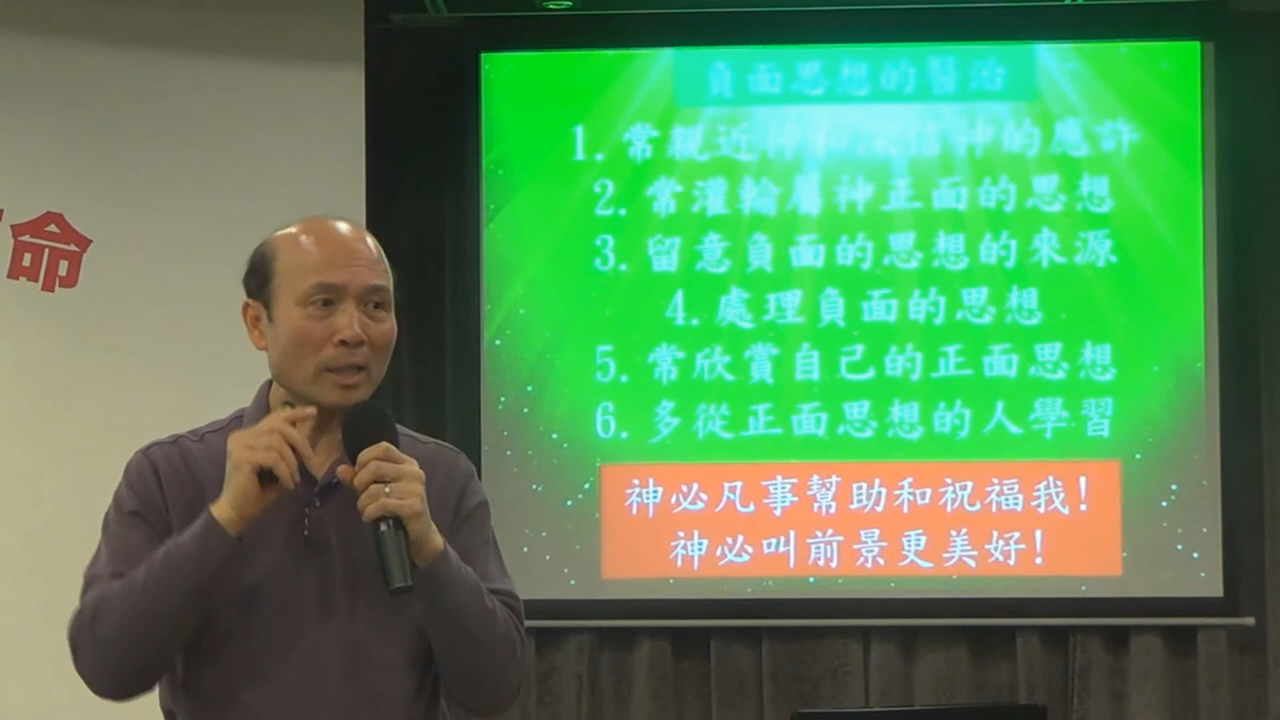 命
負面思想的醫治
1.常親近神和深信神的應許
2.常灌輸屬神正面的思想
3.留意負面的思想的來源
4.處理負面的思想
5.常欣賞自己的正面思想
6.多從正面思想的人學習
神必凡事幫助和祝福我!
神必叫前景更美好!